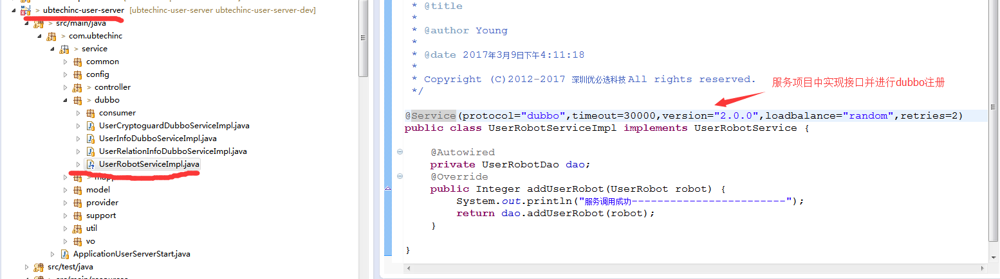 > ubtechinc-user-server [ubtechinc-user-server ubtechinc-user-server-dev]
> src/main/java
> com.ubtechinc
> service
common
config
> controller
> dubbo
consumer
UserCryptoguardDubboServiceImpl.java
UserInfoDubboServiceImpl.java
UserRelationInfoDubboServiceImpl.java
UserRobotServiceImpl.java
model
provider
support
util
vo
ApplicationUserServerStart.java
src/test/java
> src/main/resources
* @title
*
* @author Young
*
* @date 2017年3月9日下午4:11:18
*
* Copyright (C)2012-2017 深圳优必选科技 All rights reserved.
*/
服务项目中实现接口并进行dubbo注册
@Service(protocol="dubbo",timeout=30000,version="2.0.0",loadbalance="random",retries=2)
public class UserRobotServiceImpl implements UserRobotService {
@Autowired
private UserRobotDao dao;
@Override
public Integer addUserRobot(UserRobot robot) {
System.out.println("服务调用成功------------------------");
return dao.addUserRobot(robot);
}
}